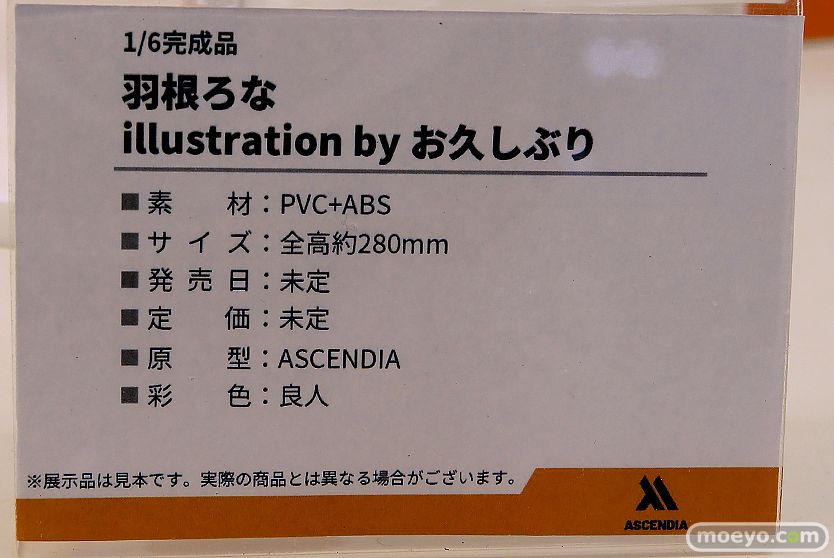 1/6完成品
羽根ろな
illustration by お久しぶり
■素　　材：PVC+ABS
■サ イ ズ：全高約280mm
■発 売 日：未定
■定　　価：未定
■原　　型：ASCENDIA
■彩　　色：良人
※展示品は見本です。実際の商品とは異なる場合がございます。
ASCENDIA
moeyo.com